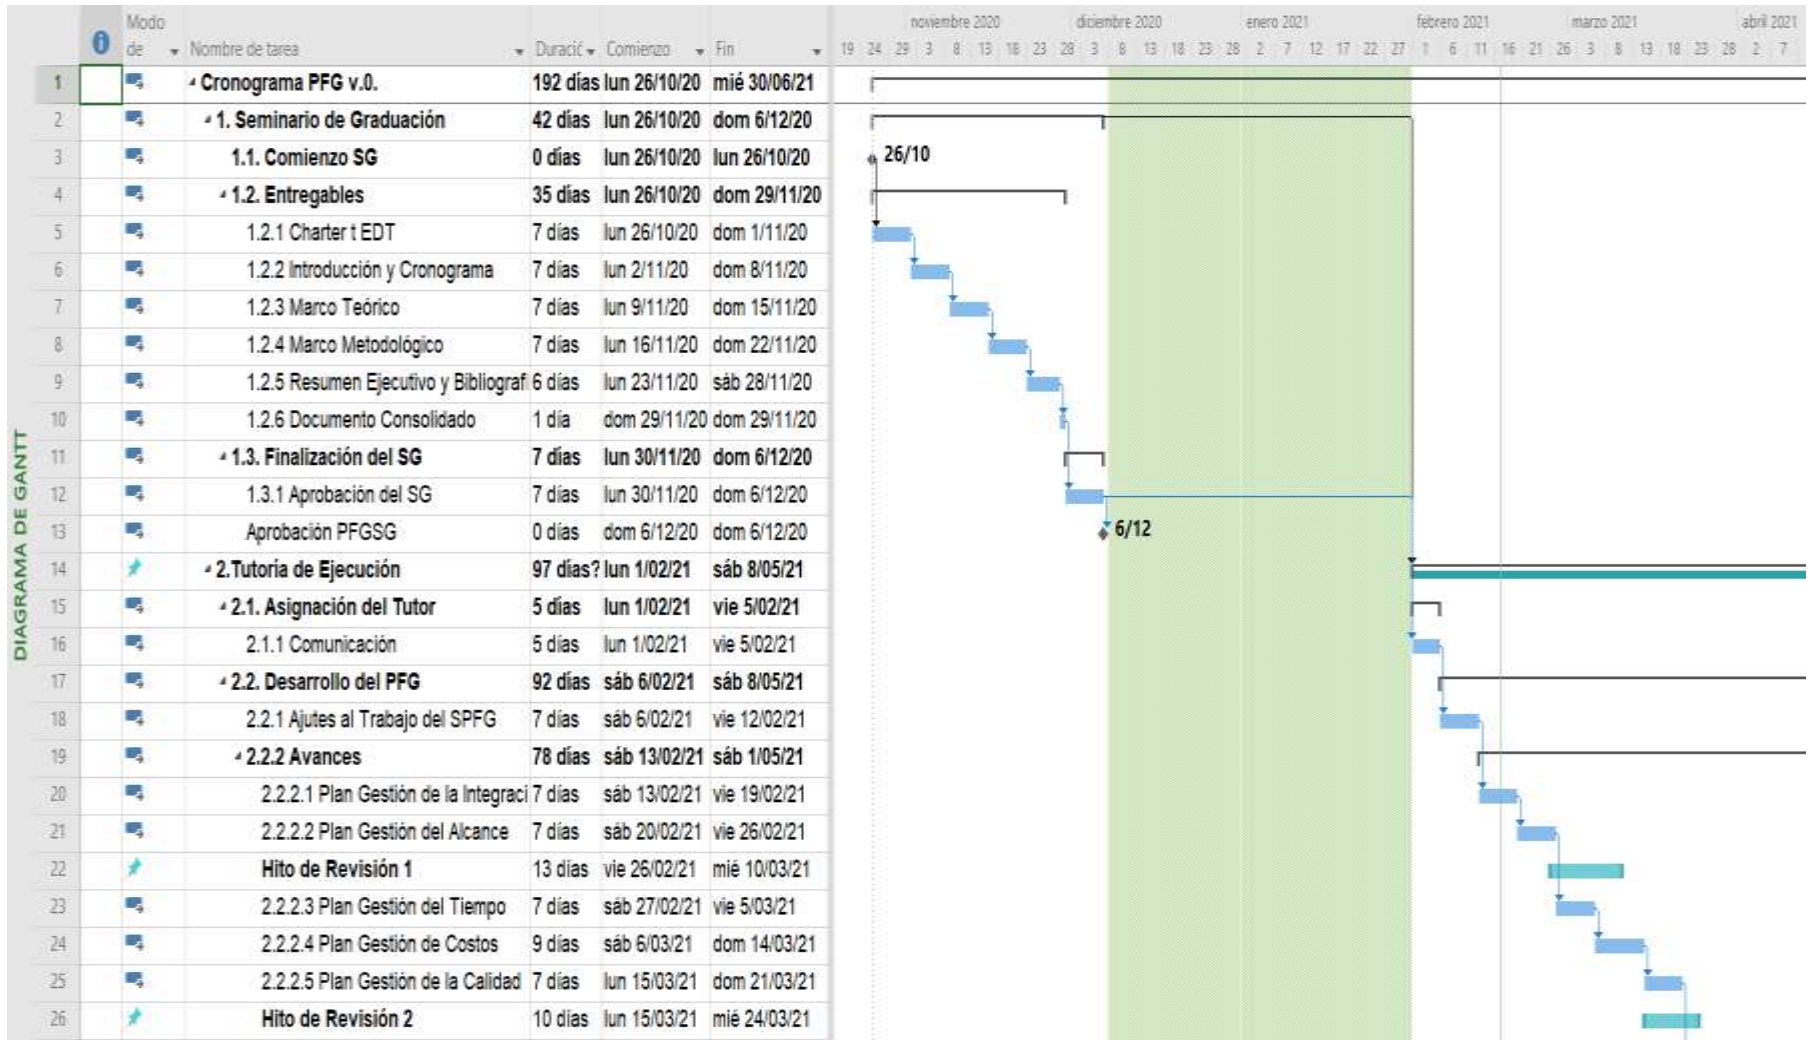 noviembre 2020 diciembre 2020 enero 2021 febrero 2021 marzo 2021 abril 2021
Modo de Nombre de tarea Duració Comienzo Fin 19 24 29 3 8 13 18 23 28 3 8 13 18 23 28 2 7 12 17 22 27 1 6 11 16 21 26 3 8 13 18 23 28 2 7
1 Cronograma PFG v.0. 192 días lun 26/10/20 mié 30/06/21
2 1. Seminario de Graduación 42 días lun 26/10/20 dom 6/12/20
3 1.1. Comienzo SG 0 días lun 26/10/20 lun 26/10/20 26/10
4 1.2. Entregables 35 días lun 26/10/20 dom 29/11/20
5 1.2.1 Charter t EDT 7 días lun 26/10/20 dom 1/11/20
6 1.2.2 Introducción y Cronograma 7 días lun 2/11/20 dom 8/11/20
7 1.2.3 Marco Teórico 7 días lun 9/11/20 dom 15/11/20
8 1.2.4 Marco Metodológico 7 días lun 16/11/20 dom 22/11/20
9 1.2.5 Resumen Ejecutivo y Bibliografi 6 días lun 23/11/20 sáb 28/11/20
10 1.2.6 Documento Consolidado 1 día dom 29/11/20 dom 29/11/20
11 1.3. Finalización del SG 7 días lun 30/11/20 dom 6/12/20
12 1.3.1 Aprobación del SG 7 días lun 30/11/20 dom 6/12/20
13 Aprobación PFGSG 0 días dom 6/12/20 dom 6/12/20 6/12
14 2.Tutoría de Ejecución 97 días? lun 1/02/21 sáb 8/05/21
15 2.1. Asignación del Tutor 5 días lun 1/02/21 vie 5/02/21
16 2.1.1 Comunicación 5 días lun 1/02/21 vie 5/02/21
17 2.2. Desarrollo del PFG 92 días sáb 6/02/21 sáb 8/05/21
18 2.2.1 Ajutes al Trabajo del SPFG 7 días sáb 6/02/21 vie 12/02/21
19 2.2.2 Avances 78 días sáb 13/02/21 sáb 1/05/21
20 2.2.2.1 Plan Gestión de la Integraci 7 días sáb 13/02/21 vie 19/02/21
21 2.2.2.2 Plan Gestión del Alcance 7 días sáb 20/02/21 vie 26/02/21
22 Hito de Revisión 1 13 días vie 26/02/21 mié 10/03/21
23 2.2.2.3 Plan Gestión del Tiempo 7 días sáb 27/02/21 vie 5/03/21
24 2.2.2.4 Plan Gestión de Costos 9 días sáb 6/03/21 dom 14/03/21
25 2.2.2.5 Plan Gestión de la Calidad 7 días lun 15/03/21 dom 21/03/21
26 Hito de Revisión 2 10 días lun 15/03/21 mié 24/03/21
DIAGRAMA DE GANTT